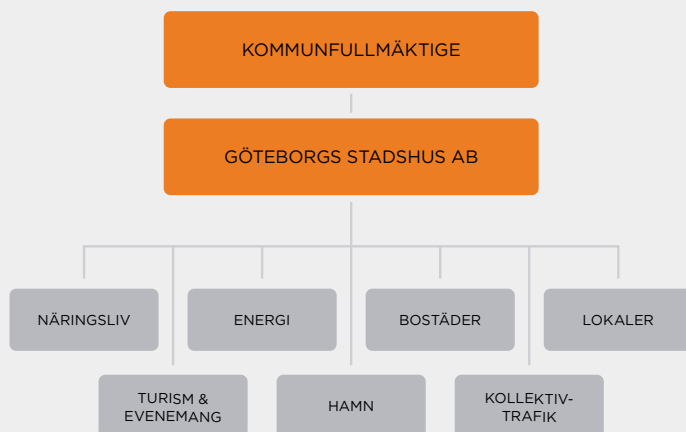 KOMMUNFULLMÄKTIGE
GÖTEBORGS STADSHUS AB
NÄRINGSLIV
ENERGI
BOSTÄDER
LOKALER
TURISM &
EVENEMANG
HAMN
KOLLEKTIV-
TRAFIK